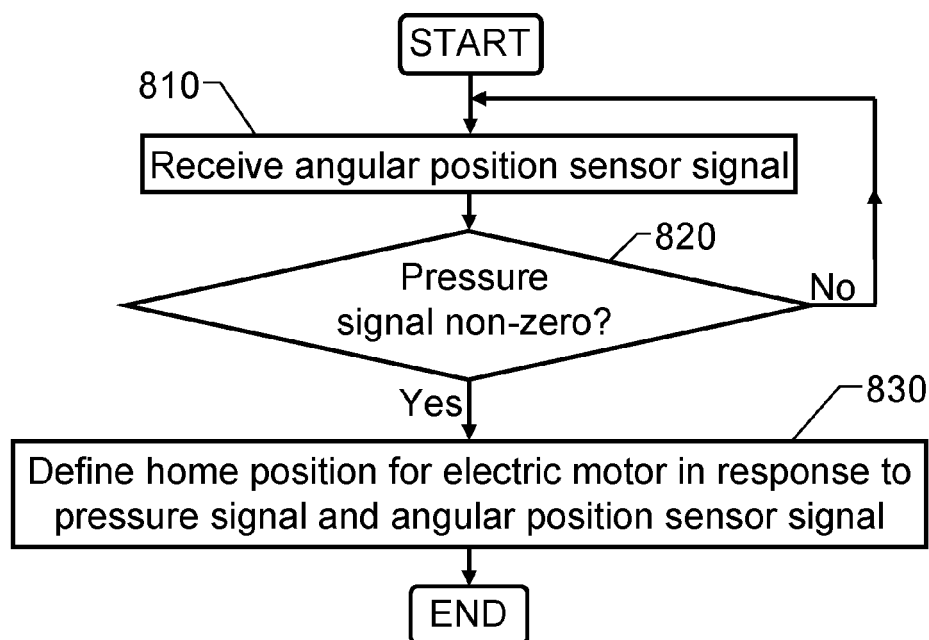 START
810
Receive angular position sensor signal
820
Pressure
signal non-zero?
No
Yes
830
Define home position for electric motor in response to
pressure signal and angular position sensor signal
END